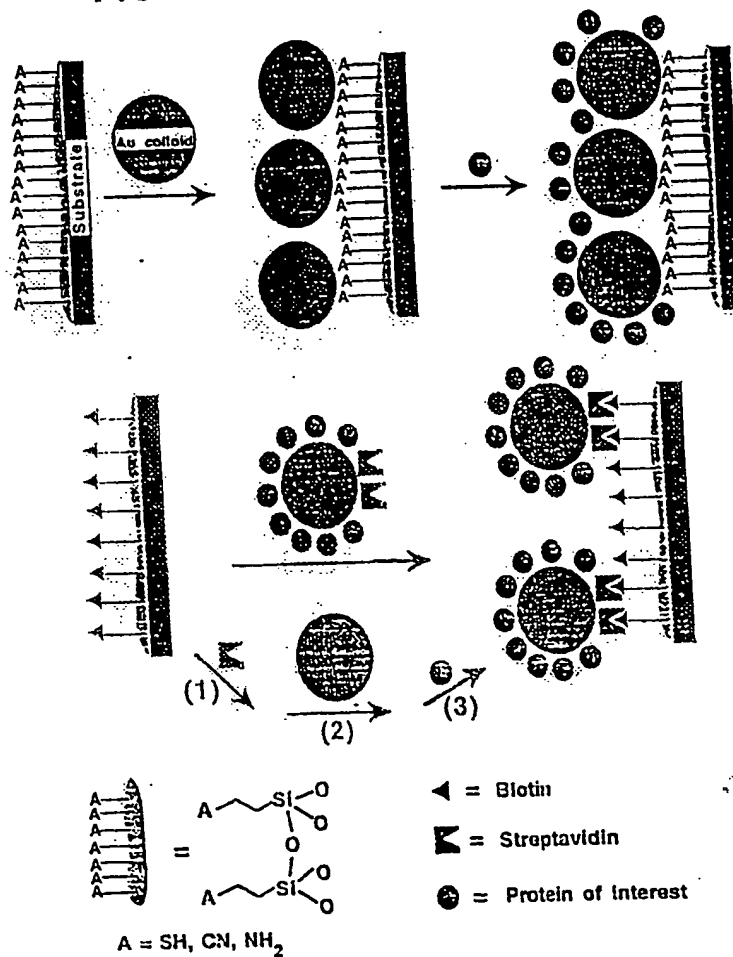 A A A A A A A A A A A A A A A A
Substrate
Au colloid
A A A A A A A A A A A A A A A
A A A A A A A A A A A A A A A
(1)
(2)
(3)
A A A A A A A
=
A Si O
O
O
A Si O
O
A = SH, CN, NH₂
= Biotin
= Streptavidin
= Protein of Interest